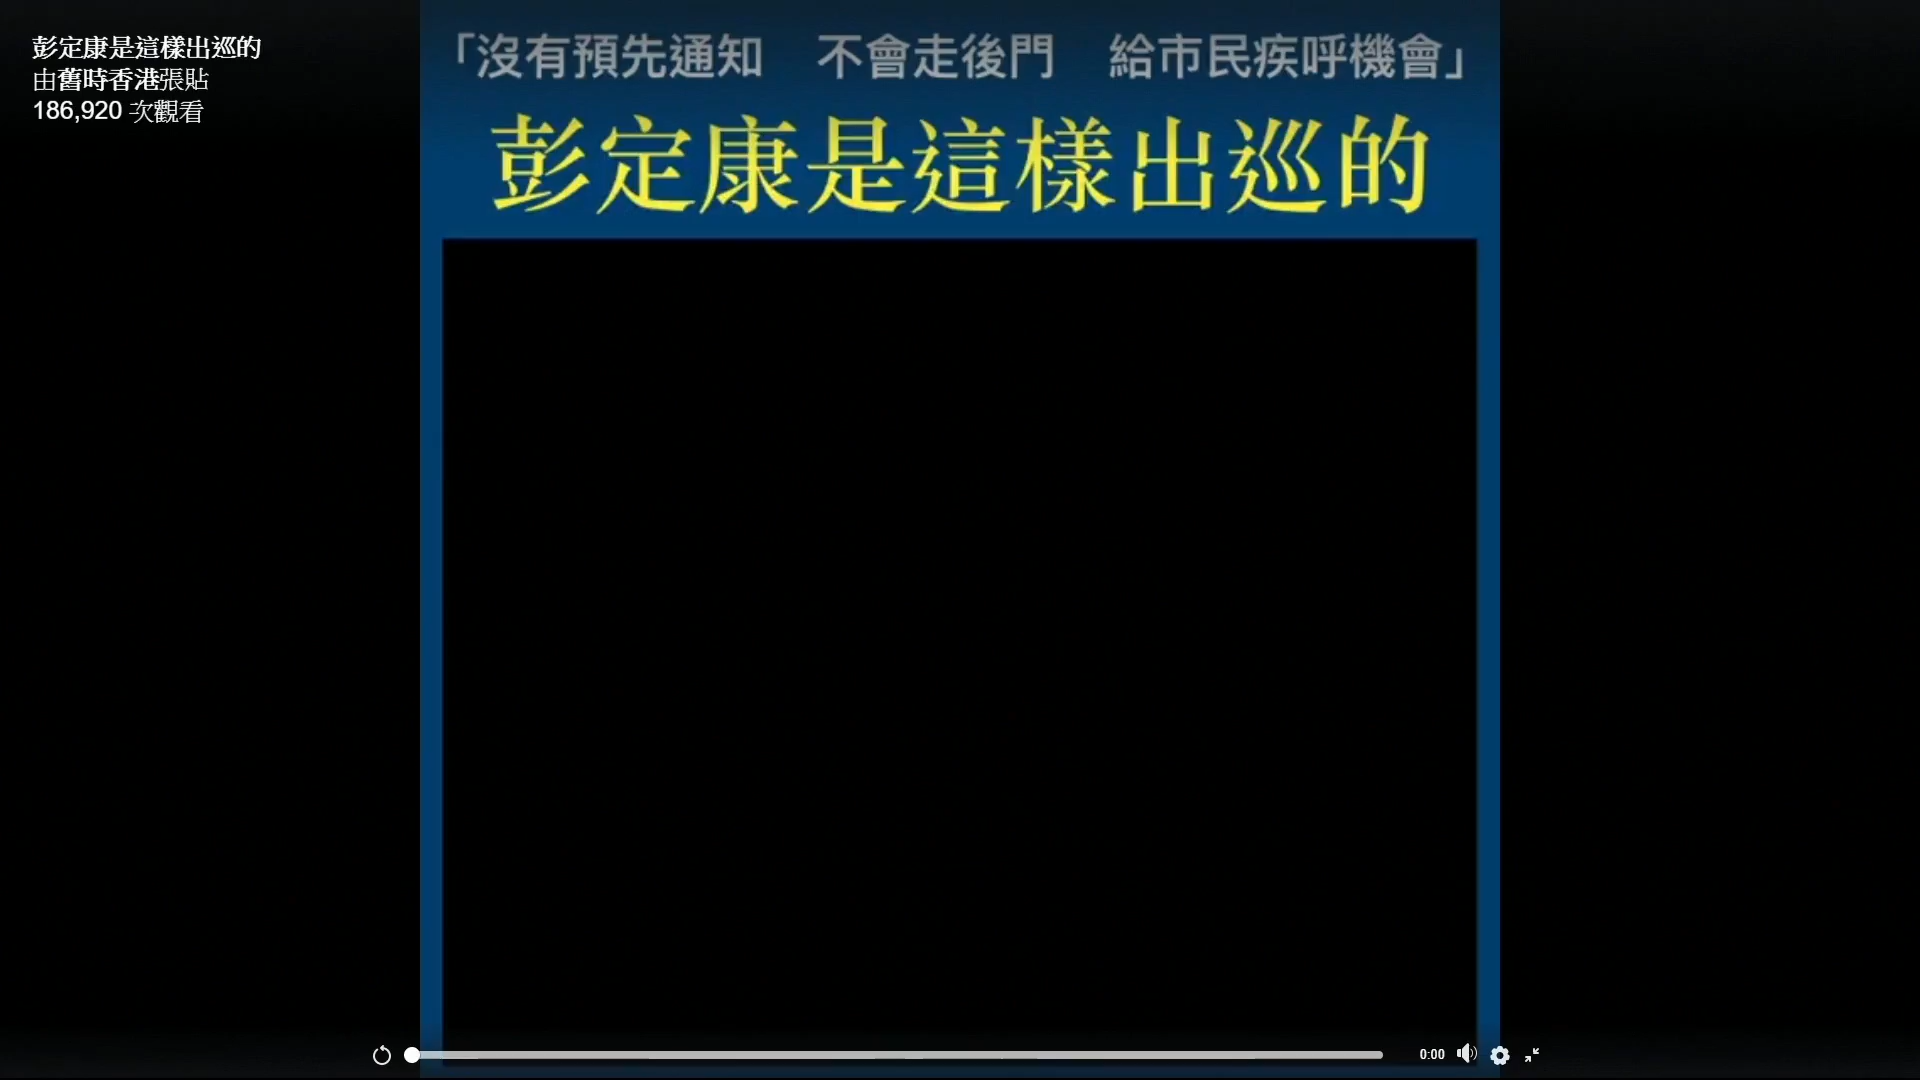 彭定康是這樣出巡的
由舊時香港張貼
186,920 次觀看
「沒有預先通知 不會走後門 給市民疾呼機會」
彭定康是這樣出巡的
0:00